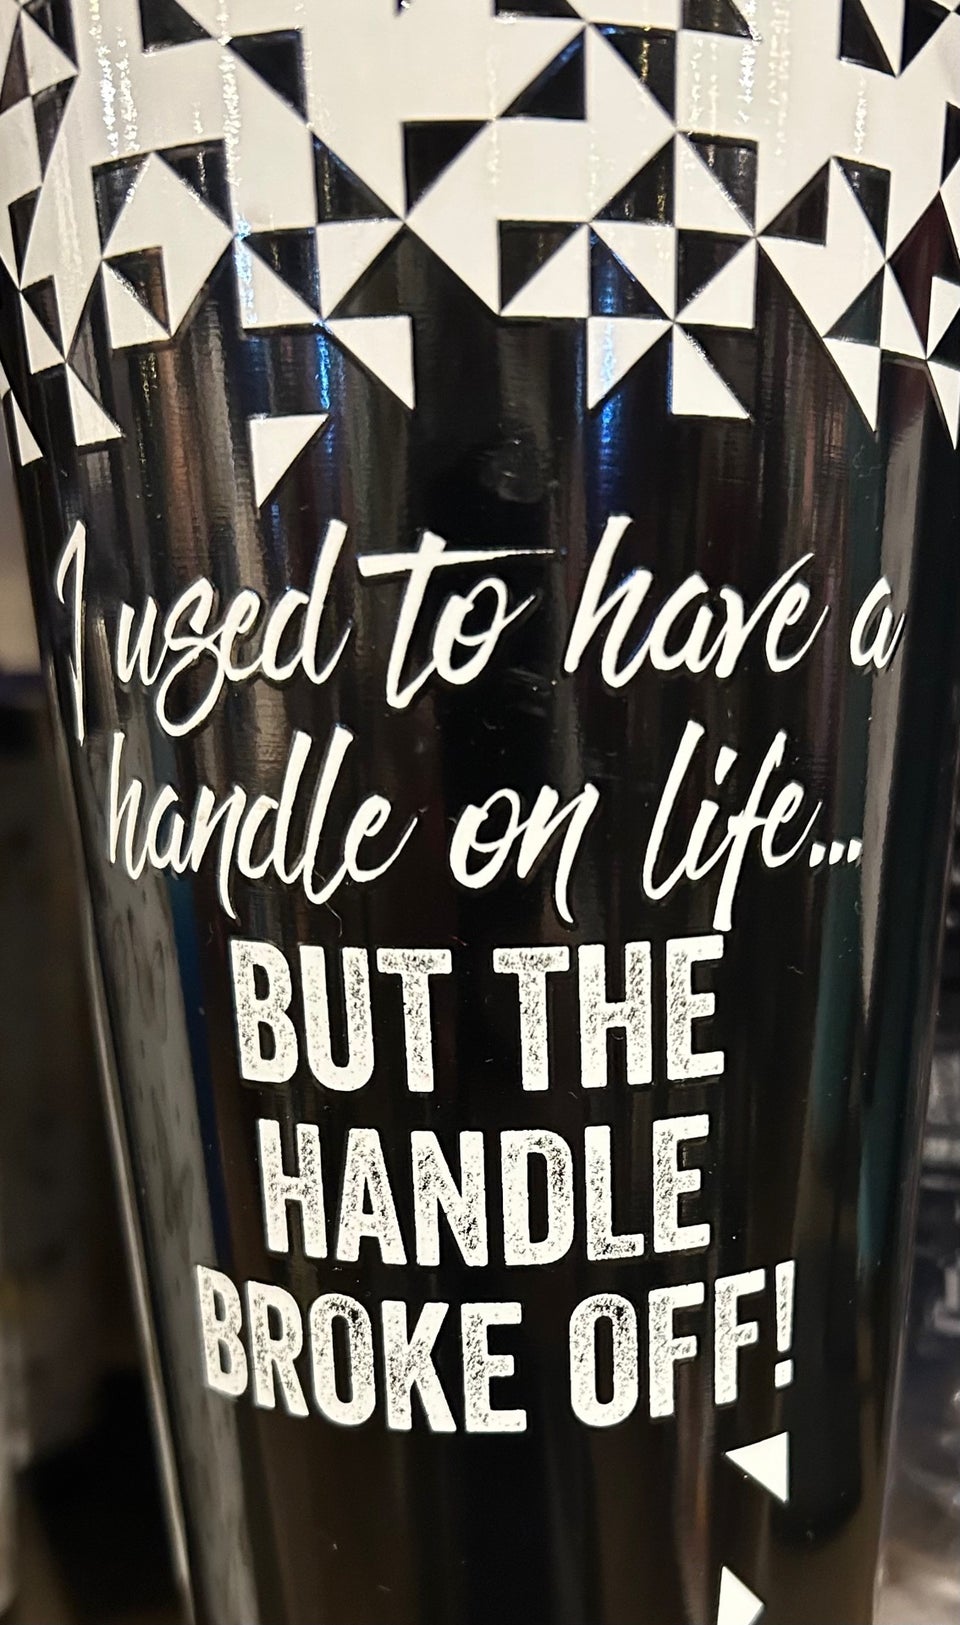 I used to have a
handle on life...
BUT THE
HANDLE
BROKE OFF!